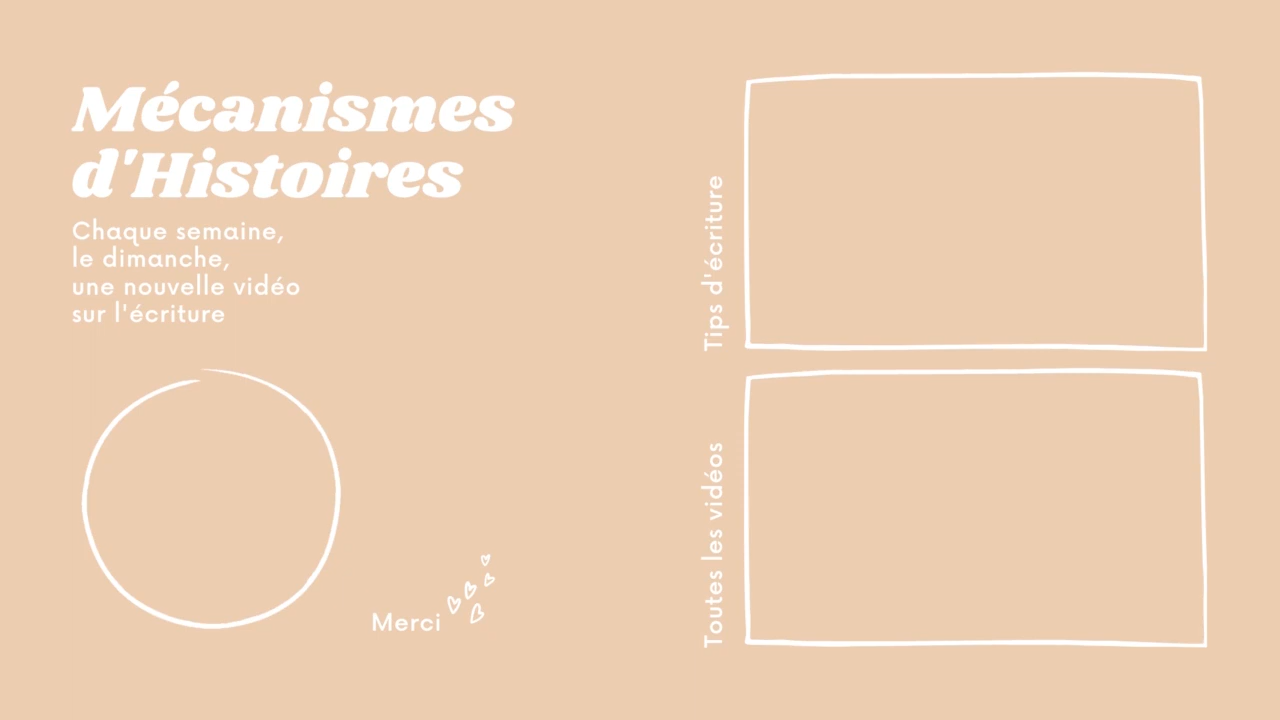 Mécanismes
d'Histoires
Chaque semaine,
le dimanche,
une nouvelle vidéo
sur l'écriture
Merci
Tips d'écriture
Toutes les vidéos